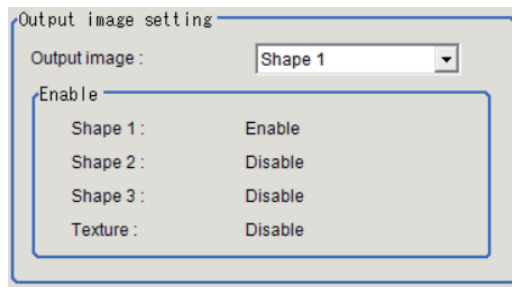 Output image setting
Output image : Shape 1
Enable
Shape 1 : Enable
Shape 2 : Disable
Shape 3 : Disable
Texture : Disable